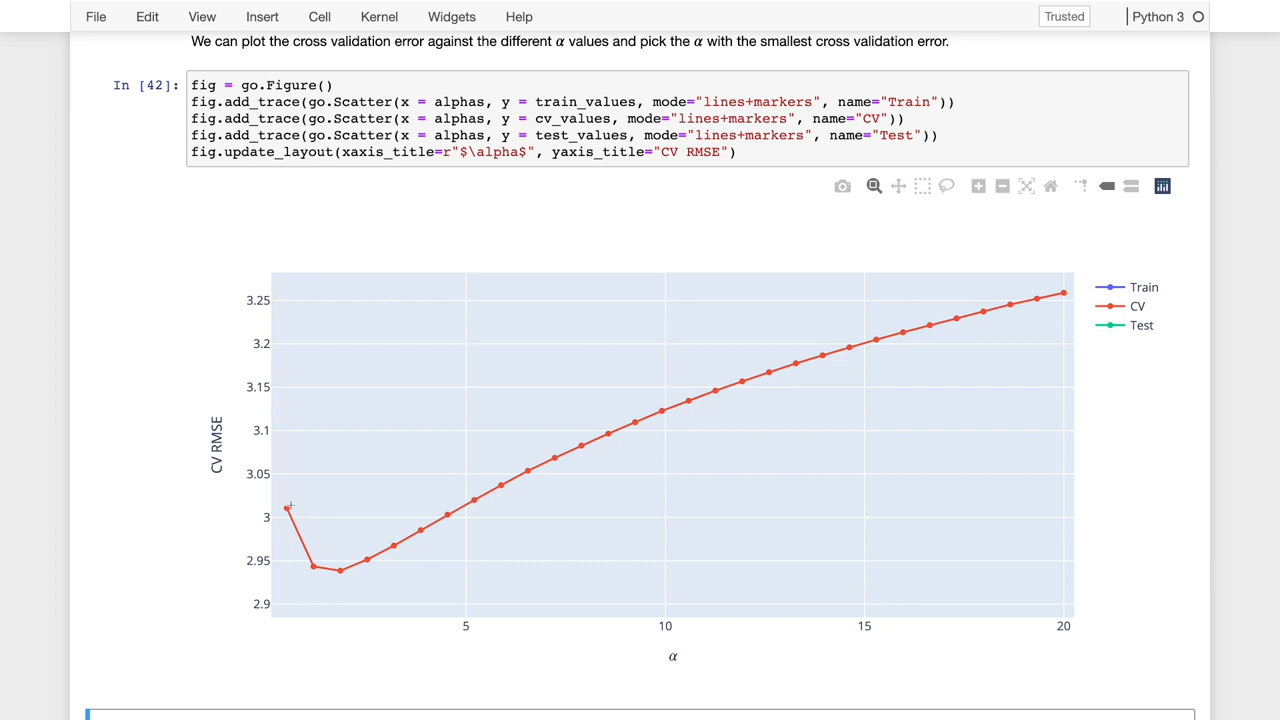 File Edit View Insert Cell Kernel Widgets Help Trusted Python 3
We can plot the cross validation error against the different α values and pick the α with the smallest cross validation error.
In [42]: fig = go.Figure()
fig.add_trace(go.Scatter(x = alphas, y = train_values, mode="lines+markers", name="Train"))
fig.add_trace(go.Scatter(x = alphas, y = cv_values, mode="lines+markers", name="CV"))
fig.add_trace(go.Scatter(x = alphas, y = test_values, mode="lines+markers", name="Test"))
fig.update_layout(xaxis_title=r"$\alpha$", yaxis_title="CV RMSE")
Train
CV
Test
3.25
3.2
3.15
3.1
3.05
3
2.95
2.9
CV RMSE
5 10 15 20
α